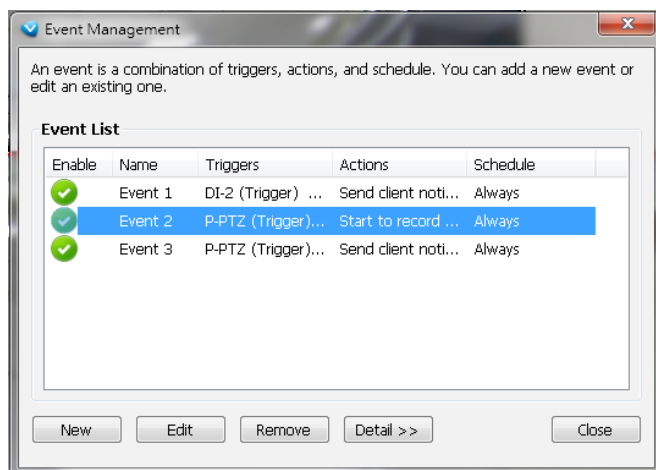 Event Management
An event is a combination of triggers, actions, and schedule. You can add a new event or
edit an existing one.
Event List
Enable Name Triggers Actions Schedule
Event 1 DI-2 (Trigger) ... Send client noti... Always
Event 2 P-PTZ (Trigger)... Start to record ... Always
Event 3 P-PTZ (Trigger)... Send client noti... Always
New Edit Remove Detail >> Close